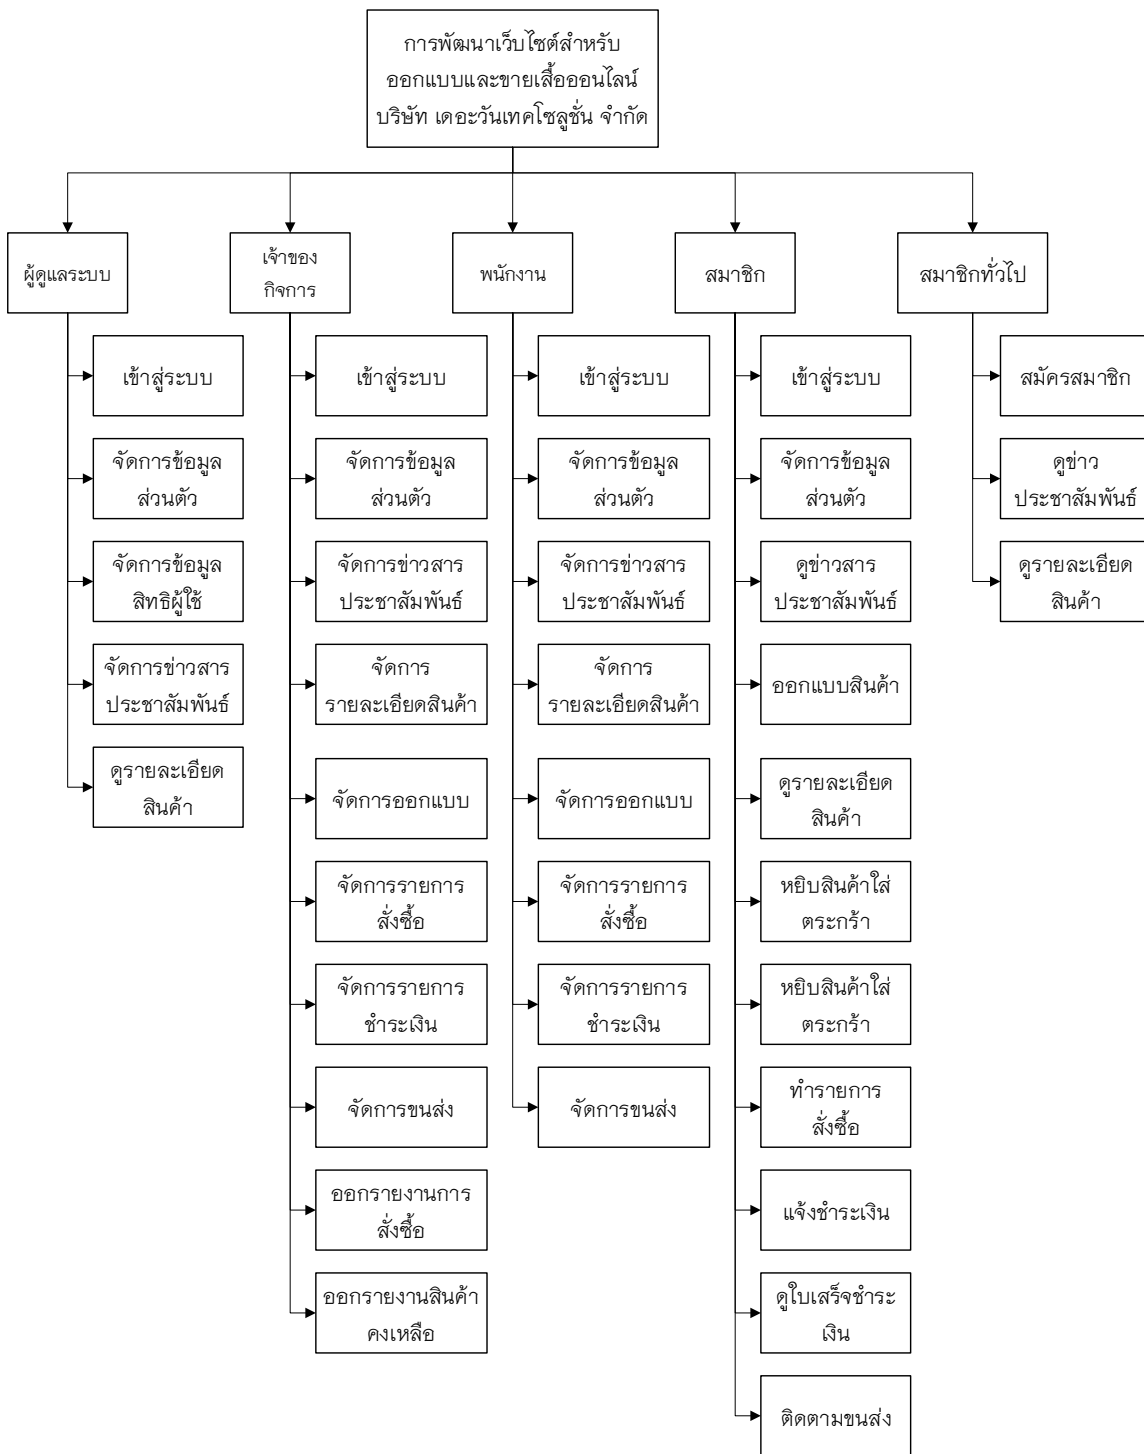 การพัฒนาเว็บไซต์สำหรับ
ออกแบบและขายเสื้อออนไลน์
บริษัท เดอะวันเทคโซลูชั่น จำกัด
ผู้ดูแลระบบ
เข้าสู่ระบบ
จัดการข้อมูล
ส่วนตัว
จัดการข้อมูล
สิทธิผู้ใช้
จัดการข่าวสาร
ประชาสัมพันธ์
ดูรายละเอียด
สินค้า
เจ้าของ
กิจการ
เข้าสู่ระบบ
จัดการข้อมูล
ส่วนตัว
จัดการข่าวสาร
ประชาสัมพันธ์
จัดการ
รายละเอียดสินค้า
จัดการออกแบบ
จัดการรายการ
สั่งซื้อ
จัดการรายการ
ชำระเงิน
จัดการขนส่ง
ออกรายงานการ
สั่งซื้อ
ออกรายงานสินค้า
คงเหลือ
พนักงาน
เข้าสู่ระบบ
จัดการข้อมูล
ส่วนตัว
จัดการข่าวสาร
ประชาสัมพันธ์
จัดการ
รายละเอียดสินค้า
จัดการออกแบบ
จัดการรายการ
สั่งซื้อ
จัดการรายการ
ชำระเงิน
จัดการขนส่ง
สมาชิก
เข้าสู่ระบบ
จัดการข้อมูล
ส่วนตัว
ดูข่าวสาร
ประชาสัมพันธ์
ออกแบบสินค้า
ดูรายละเอียด
สินค้า
หยิบสินค้าใส่
ตระกร้า
หยิบสินค้าใส่
ตระกร้า
ทำรายการ
สั่งซื้อ
แจ้งชำระเงิน
ดูใบเสร็จชำระ
เงิน
ติดตามขนส่ง
สมาชิกทั่วไป
สมัครสมาชิก
ดูข่าว
ประชาสัมพันธ์
ดูรายละเอียด
สินค้า